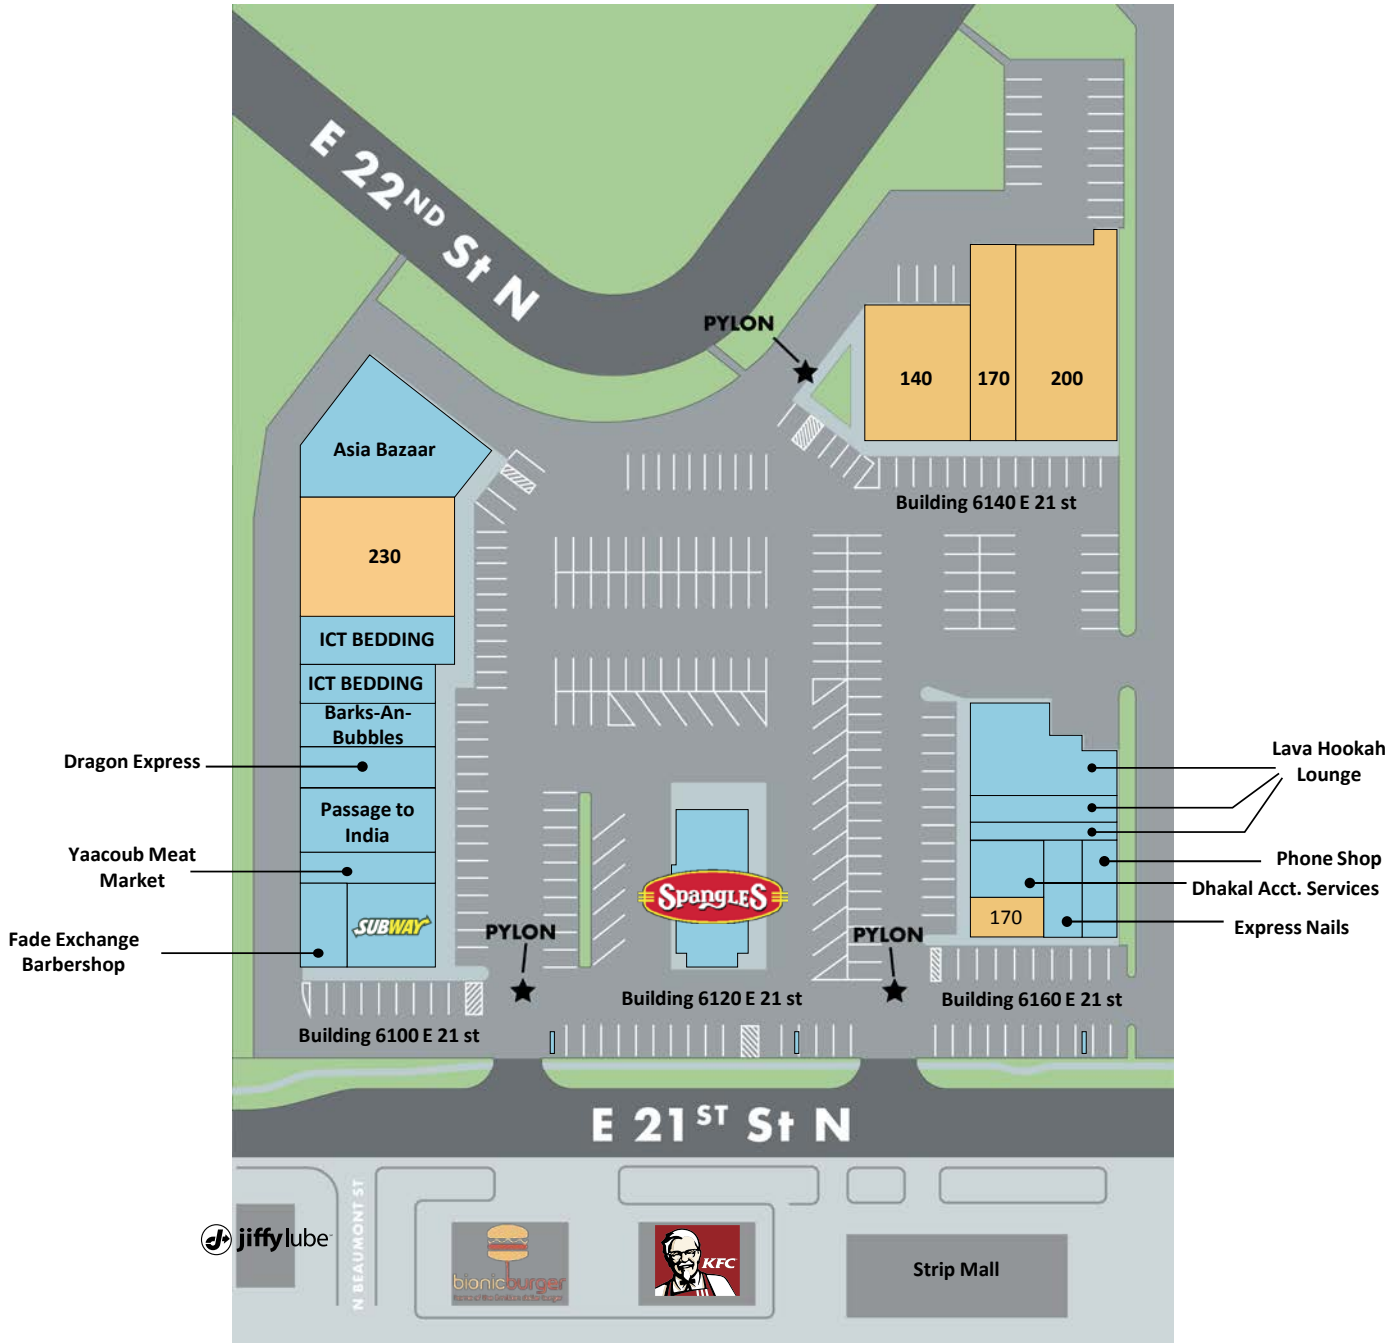 E 22ND St N
PYLON
140
170
200
Building 6140 E 21 st
Asia Bazaar
230
ICT BEDDING
ICT BEDDING
Barks-An-
Bubbles
Dragon Express
Passage to
India
Yaacoub Meat
Market
SUBWAY
Fade Exchange
Barbershop
Building 6100 E 21 st
PYLON
SPANGLES
Building 6120 E 21 st
PYLON
Lava Hookah
Lounge
Phone Shop
Dhakal Acct. Services
170
Express Nails
Building 6160 E 21 st
E 21ST St N
N BEAUMONT ST
jiffy lube
bionicburger
KFC
Strip Mall